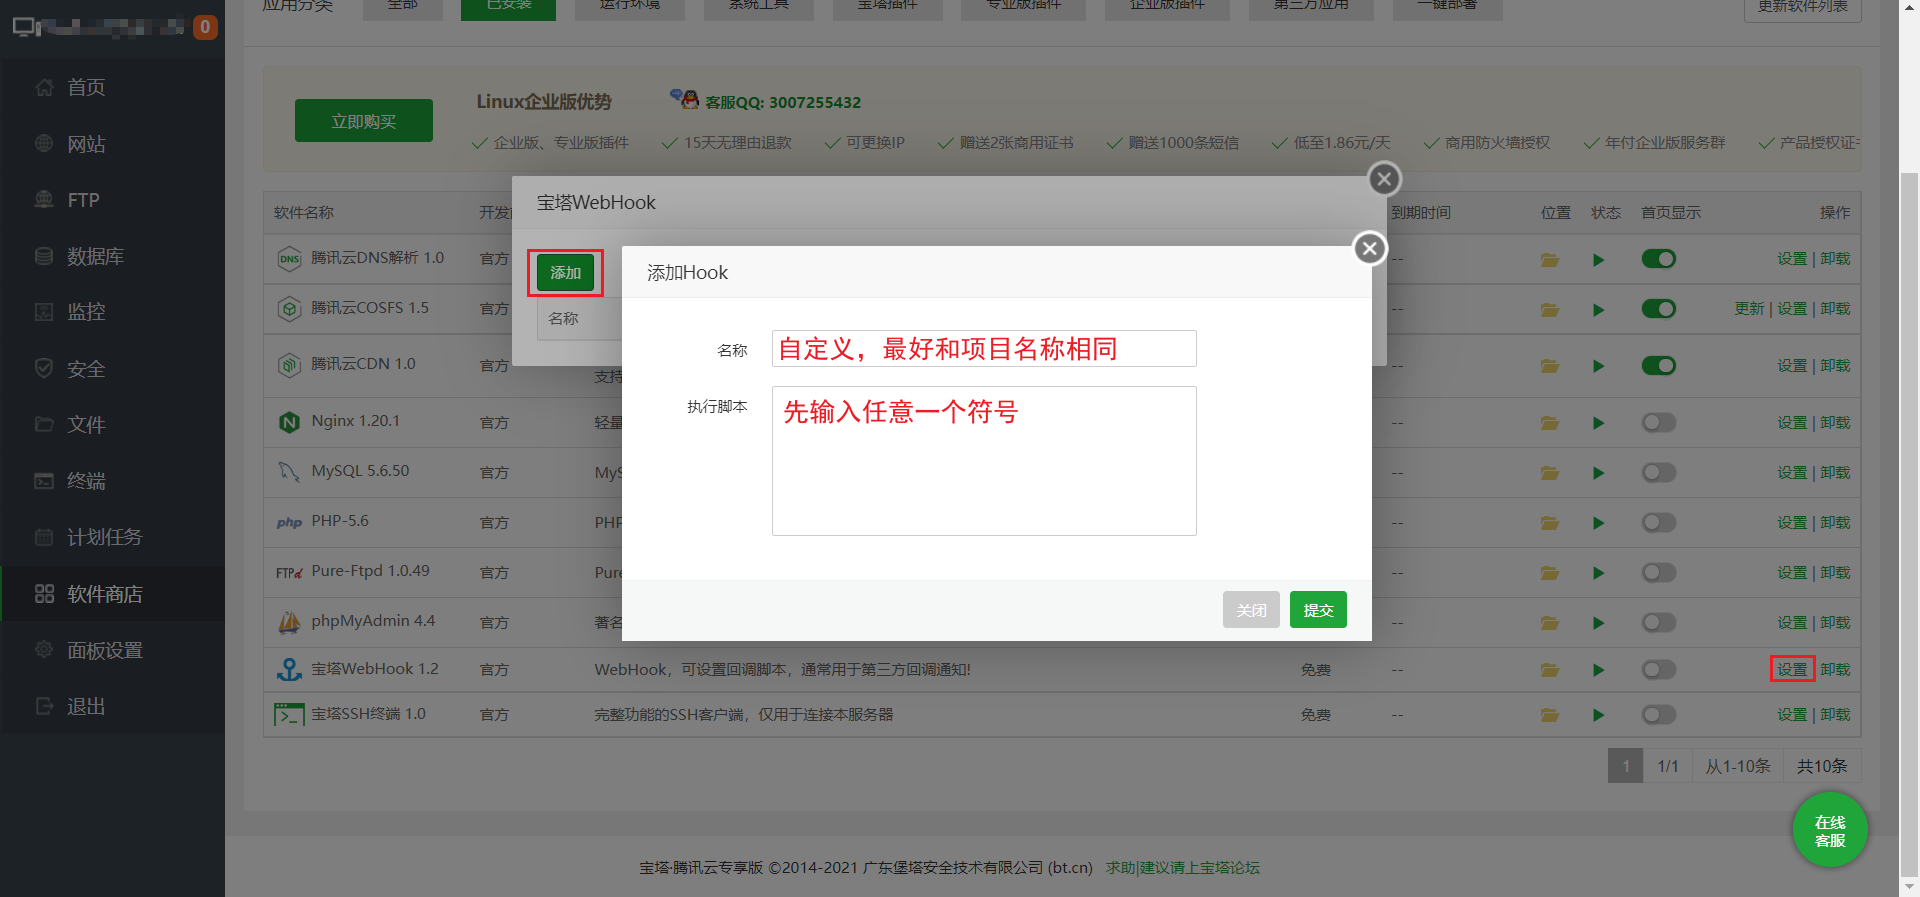 应用分类 全部 已安装 运行环境 系统工具 宝塔插件 专业版插件 企业版插件 第三方应用 一键部署 更新软件列表
0
首页
网站
FTP
数据库
监控
安全
文件
终端
计划任务
软件商店
面板设置
退出
立即购买
Linux企业版优势 客服QQ: 3007255432
企业版、专业版插件 15天无理由退款 可更换IP 赠送2张商用证书 赠送1000条短信 低至1.86元/天 商用防火墙授权 年付企业版服务群 产品授权证
软件名称 到期时间 位置 状态 首页显示 操作
DNS 腾讯云DNS解析 1.0 官方 -- 设置 | 卸载
腾讯云COSFS 1.5 官方 -- 更新 | 设置 | 卸载
腾讯云CDN 1.0 官方 支持 -- 设置 | 卸载
Nginx 1.20.1 官方 轻量 -- 设置 | 卸载
MySQL 5.6.50 官方 MyS -- 设置 | 卸载
php PHP-5.6 官方 PHP -- 设置 | 卸载
FTPd Pure-Ftpd 1.0.49 官方 Pure -- 设置 | 卸载
phpMyAdmin 4.4 官方 著名 -- 设置 | 卸载
宝塔WebHook 1.2 官方 WebHook，可设置回调脚本，通常用于第三方回调通知! 免费 -- 设置 卸载
宝塔SSH终端 1.0 官方 完整功能的SSH客户端，仅用于连接本服务器 免费 -- 设置 | 卸载
1 1/1 从1-10条 共10条
宝塔WebHook
添加
名称
添加Hook
名称 自定义，最好和项目名称相同
执行脚本 先输入任意一个符号
关闭 提交
在线
客服
宝塔·腾讯云专享版 ©2014-2021 广东堡塔安全技术有限公司 (bt.cn) 求助|建议请上宝塔论坛